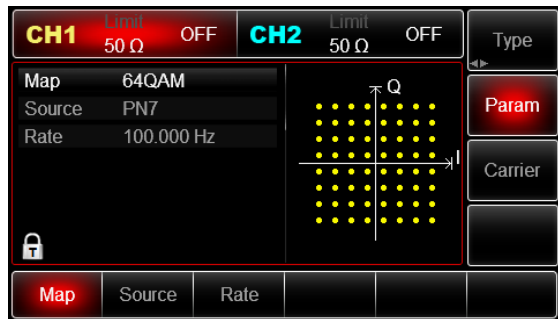 CH1 Limit 50 Ω OFF CH2 Limit 50 Ω OFF
Type
Map 64QAM
Source PN7
Rate 100.000 Hz
Q
I
Param
Carrier
T
Map Source Rate